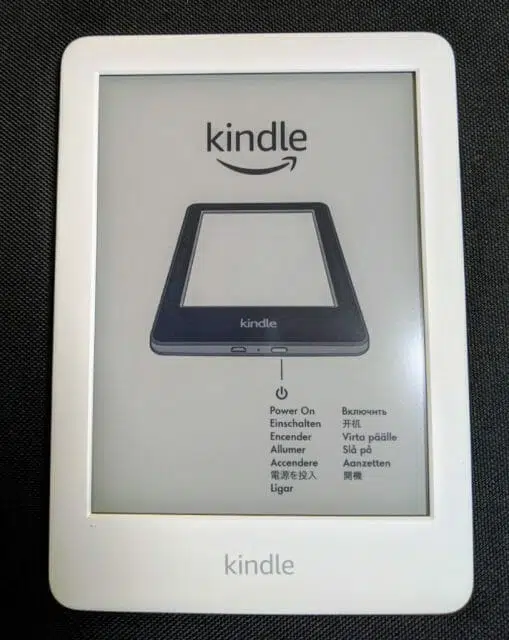 kindle
kindle
Power On
Einschalten
Encender
Allumer
Accendere
電源を投入
Ligar
Включить
开机
Virta päälle
Slå på
Aanzetten
開機
kindle